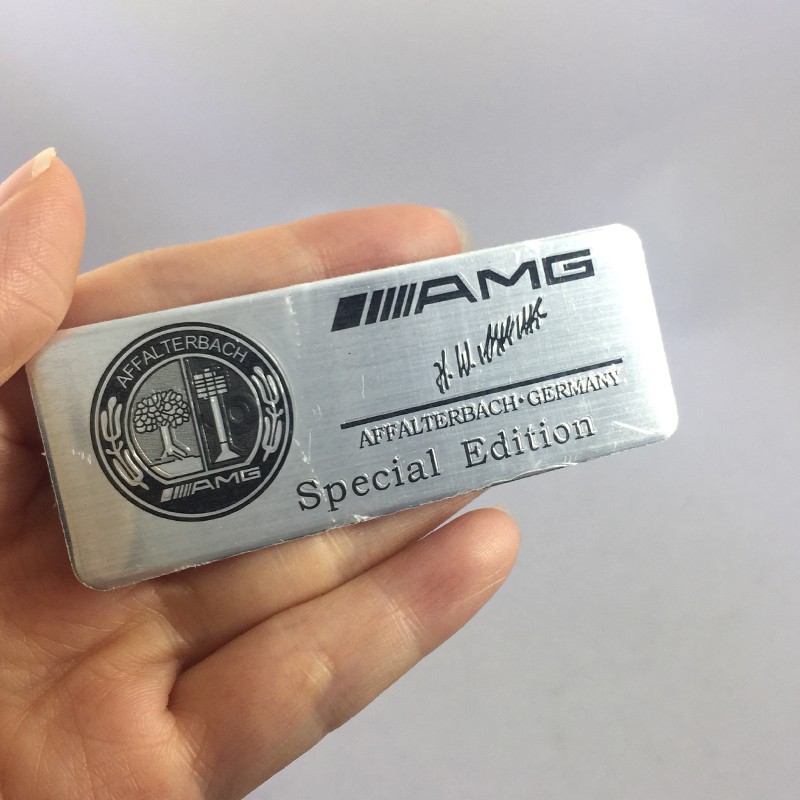 AFFALTERBACH
AMG
AMG
AFFALTERBACH·GERMANY
Special Edition